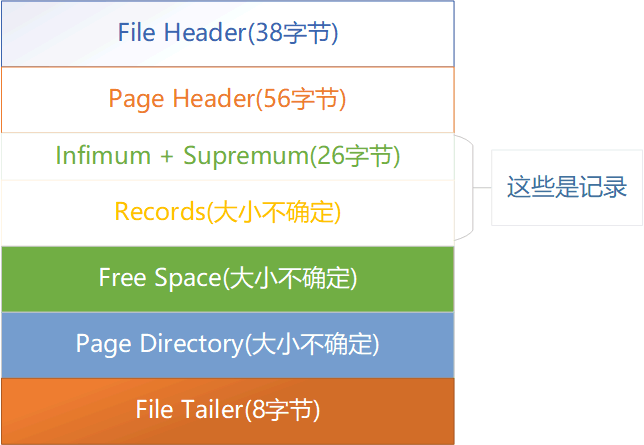 File Header(38字节)
Page Header(56字节)
Infimum + Supremum(26字节)
这些是记录
Records(大小不确定)
Free Space(大小不确定)
Page Directory(大小不确定)
File Tailer(8字节)